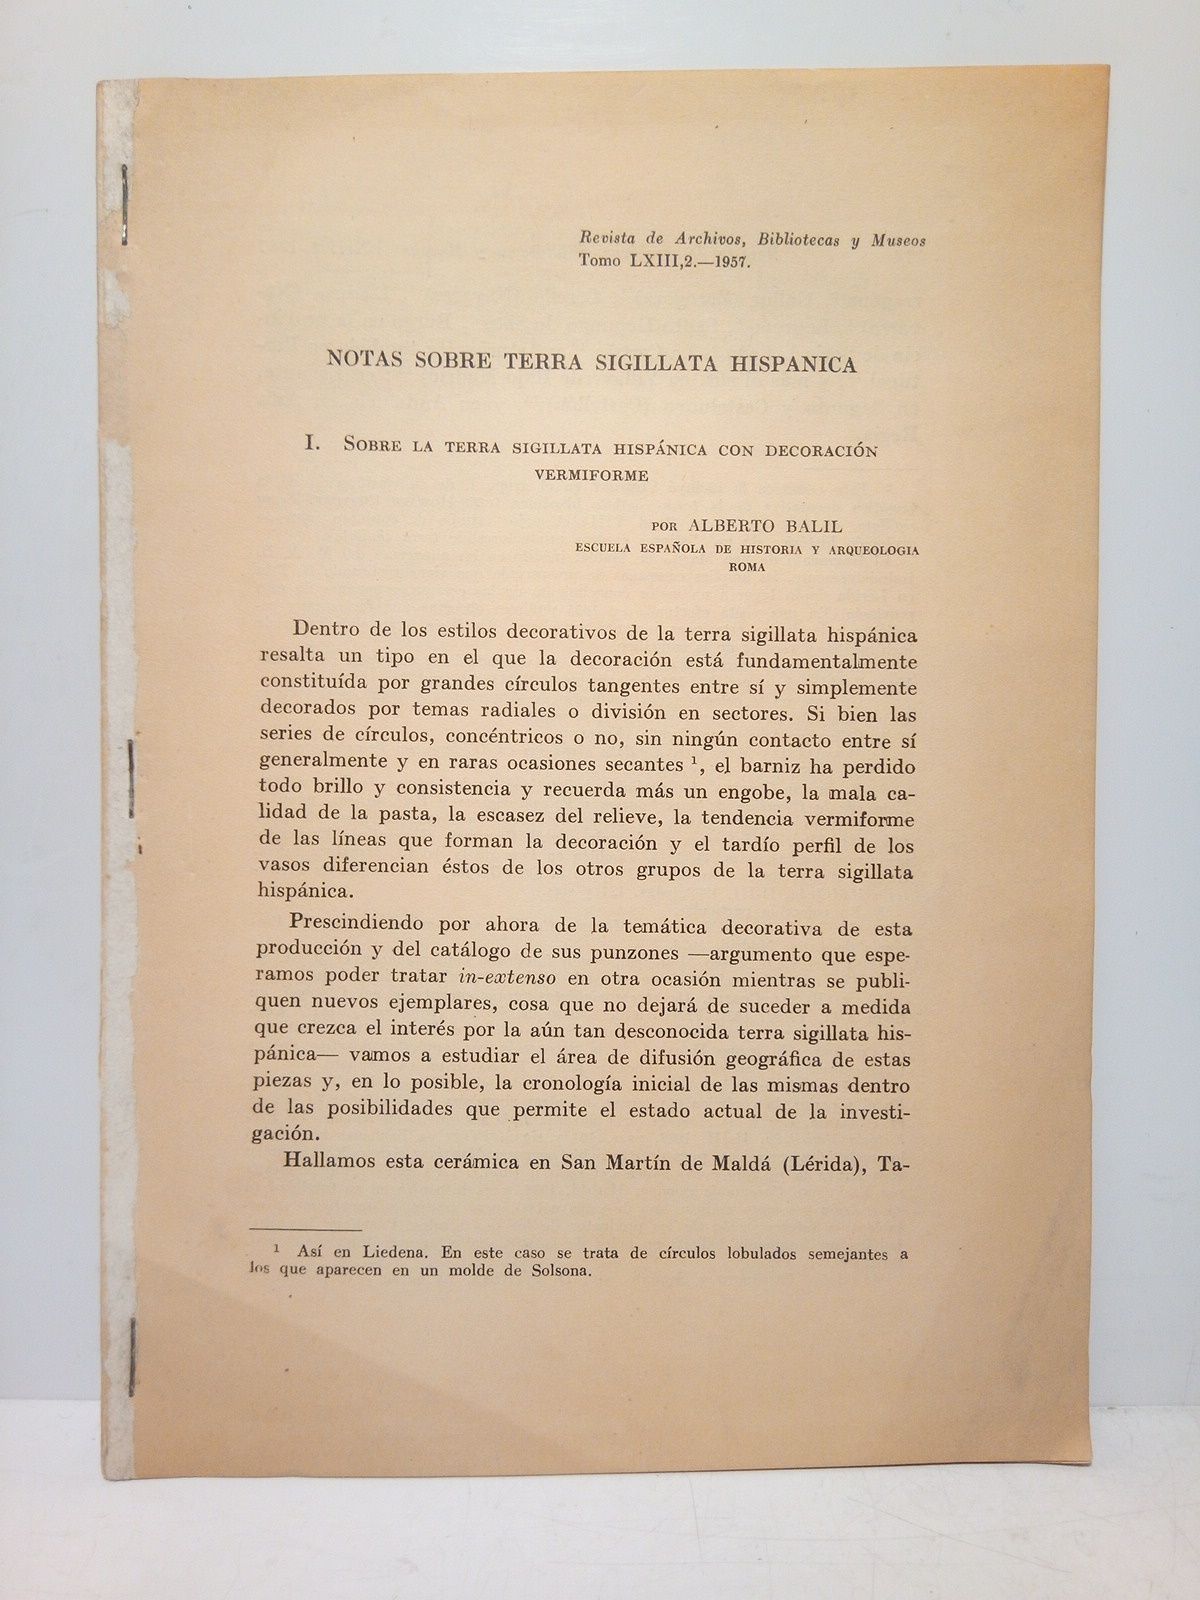 Revista de Archivos, Bibliotecas y Museos
Tomo LXIII,2.—1957.
NOTAS SOBRE TERRA SIGILLATA HISPANICA
I. Sobre la terra sigillata hispánica con decoración
vermiforme
por ALBERTO BALIL
ESCUELA ESPAÑOLA DE HISTORIA Y ARQUEOLOGIA
ROMA
Dentro de los estilos decorativos de la terra sigillata hispánica
resalta un tipo en el que la decoración está fundamentalmente
constituída por grandes círculos tangentes entre sí y simplemente
decorados por temas radiales o división en sectores. Si bien las
series de círculos, concéntricos o no, sin ningún contacto entre sí
generalmente y en raras ocasiones secantes ¹, el barniz ha perdido
todo brillo y consistencia y recuerda más un engobe, la mala ca-
lidad de la pasta, la escasez del relieve, la tendencia vermiforme
de las líneas que forman la decoración y el tardío perfil de los
vasos diferencian éstos de los otros grupos de la terra sigillata
hispánica.
Prescindiendo por ahora de la temática decorativa de esta
producción y del catálogo de sus punzones —argumento que espe-
ramos poder tratar in-extenso en otra ocasión mientras se publi-
quen nuevos ejemplares, cosa que no dejará de suceder a medida
que crezca el interés por la aún tan desconocida terra sigillata his-
pánica— vamos a estudiar el área de difusión geográfica de estas
piezas y, en lo posible, la cronología inicial de las mismas dentro
de las posibilidades que permite el estado actual de la investi-
gación.
Hallamos esta cerámica en San Martín de Maldá (Lérida), Ta-
¹ Así en Liedena. En este caso se trata de círculos lobulados semejantes a
los que aparecen en un molde de Solsona.